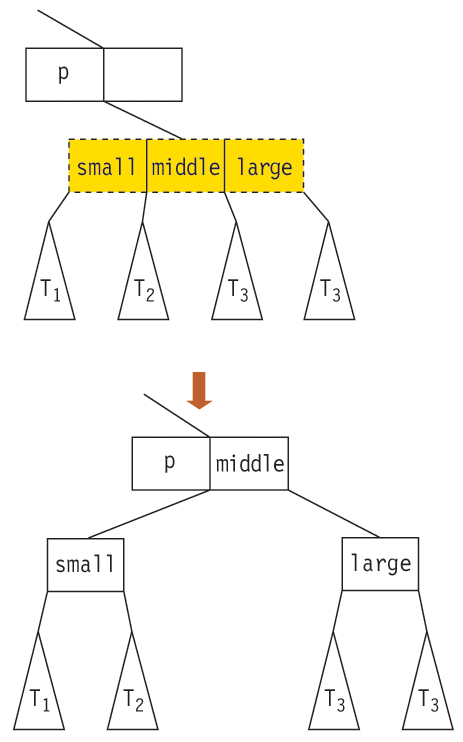 p
small middle large
T1 T2 T3 T3
p middle
small large
T1 T2 T3 T3